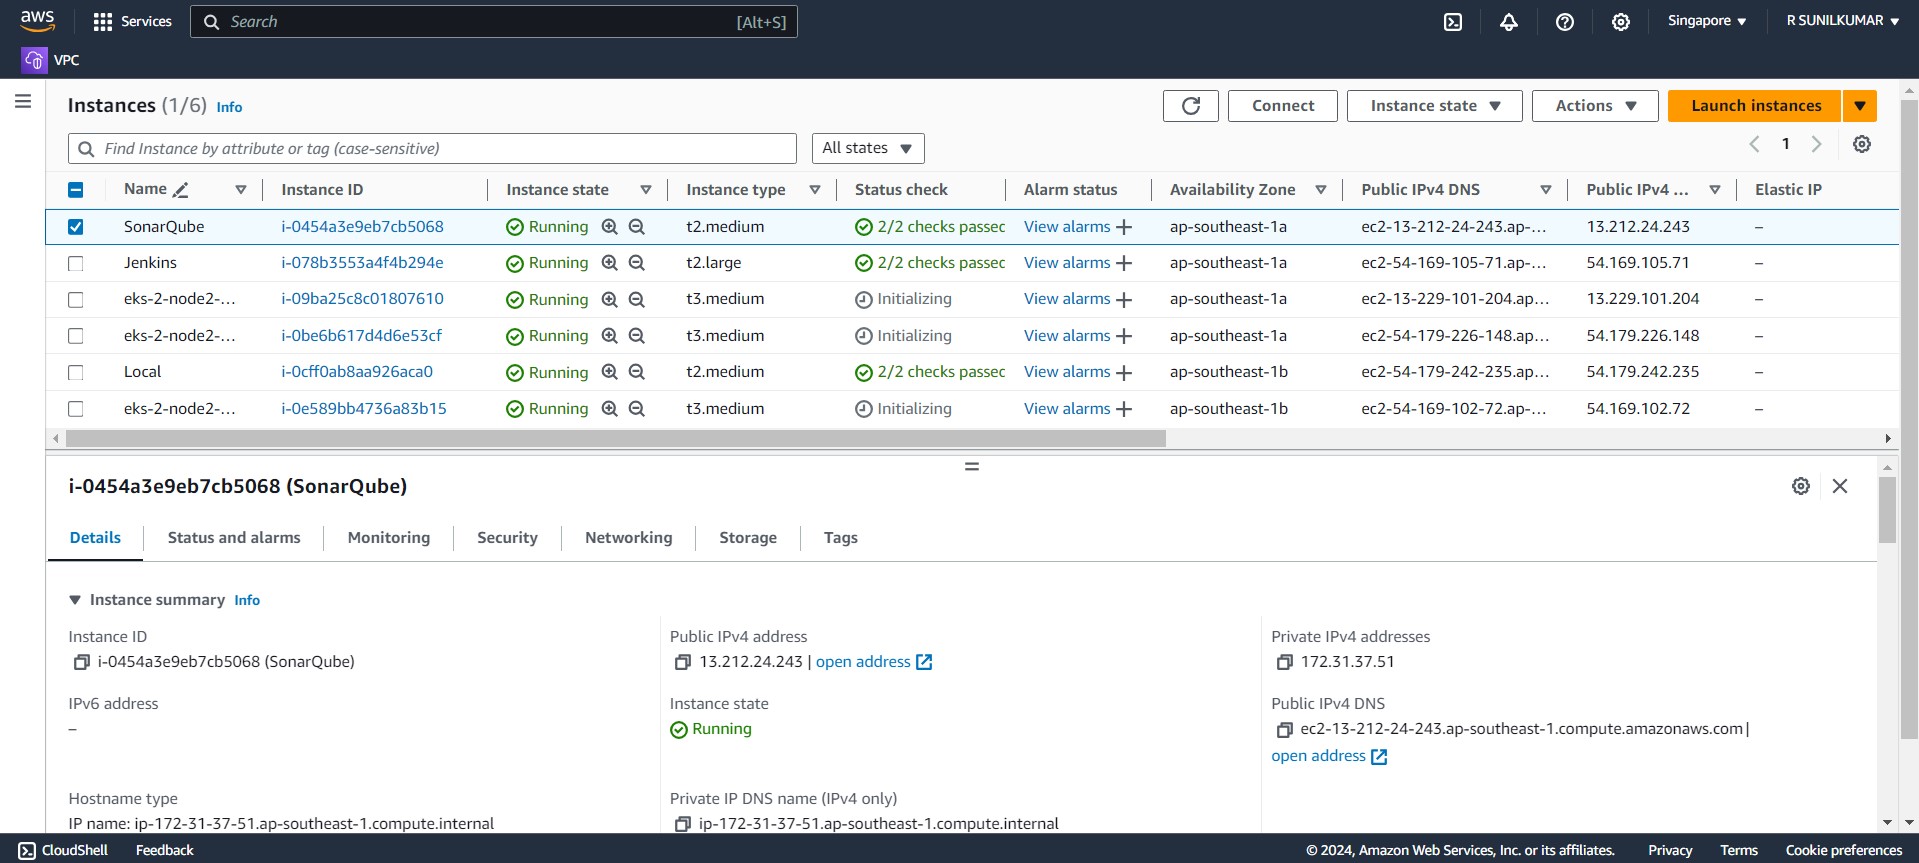 aws
Services
Search
[Alt+S]
Singapore
R SUNILKUMAR
VPC
Instances (1/6) Info
Connect
Instance state
Actions
Launch instances
Find Instance by attribute or tag (case-sensitive)
All states
1
Name Instance ID Instance state Instance type Status check Alarm status Availability Zone Public IPv4 DNS Public IPv4 ... Elastic IP
SonarQube i-0454a3e9eb7cb5068 Running t2.medium 2/2 checks passec View alarms ap-southeast-1a ec2-13-212-24-243.ap-... 13.212.24.243 –
Jenkins i-078b3553a4f4b294e Running t2.large 2/2 checks passec View alarms ap-southeast-1a ec2-54-169-105-71.ap-... 54.169.105.71 –
eks-2-node2-... i-09ba25c8c01807610 Running t3.medium Initializing View alarms ap-southeast-1a ec2-13-229-101-204.ap... 13.229.101.204 –
eks-2-node2-... i-0be6b617d4d6e53cf Running t3.medium Initializing View alarms ap-southeast-1a ec2-54-179-226-148.ap... 54.179.226.148 –
Local i-0cff0ab8aa926aca0 Running t2.medium 2/2 checks passec View alarms ap-southeast-1b ec2-54-179-242-235.ap... 54.179.242.235 –
eks-2-node2-... i-0e589bb4736a83b15 Running t3.medium Initializing View alarms ap-southeast-1b ec2-54-169-102-72.ap-... 54.169.102.72 –
i-0454a3e9eb7cb5068 (SonarQube)
Details Status and alarms Monitoring Security Networking Storage Tags
Instance summary Info
Instance ID
i-0454a3e9eb7cb5068 (SonarQube)
Public IPv4 address
13.212.24.243 | open address
Private IPv4 addresses
172.31.37.51
IPv6 address
–
Instance state
Running
Public IPv4 DNS
ec2-13-212-24-243.ap-southeast-1.compute.amazonaws.com |
open address
Hostname type
IP name: ip-172-31-37-51.ap-southeast-1.compute.internal
Private IP DNS name (IPv4 only)
ip-172-31-37-51.ap-southeast-1.compute.internal
CloudShell Feedback © 2024, Amazon Web Services, Inc. or its affiliates. Privacy Terms Cookie preferences